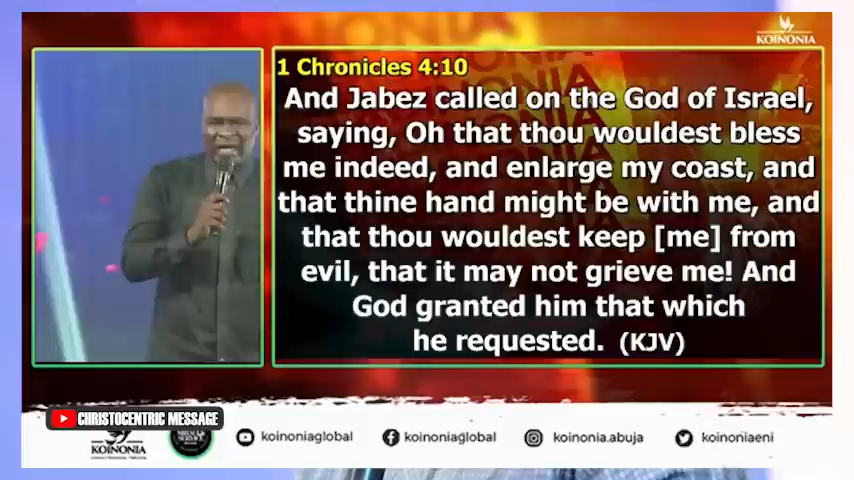 KOINONIA
1 Chronicles 4:10
And Jabez called on the God of Israel,
saying, Oh that thou wouldest bless
me indeed, and enlarge my coast, and
that thine hand might be with me, and
that thou wouldest keep [me] from
evil, that it may not grieve me! And
God granted him that which
he requested. (KJV)
CHRISTOCENTRIC MESSAGE
KOINONIA
SERVICE
koinoniaglobal
koinoniaglobal
koinonia.abuja
koinoniaeni